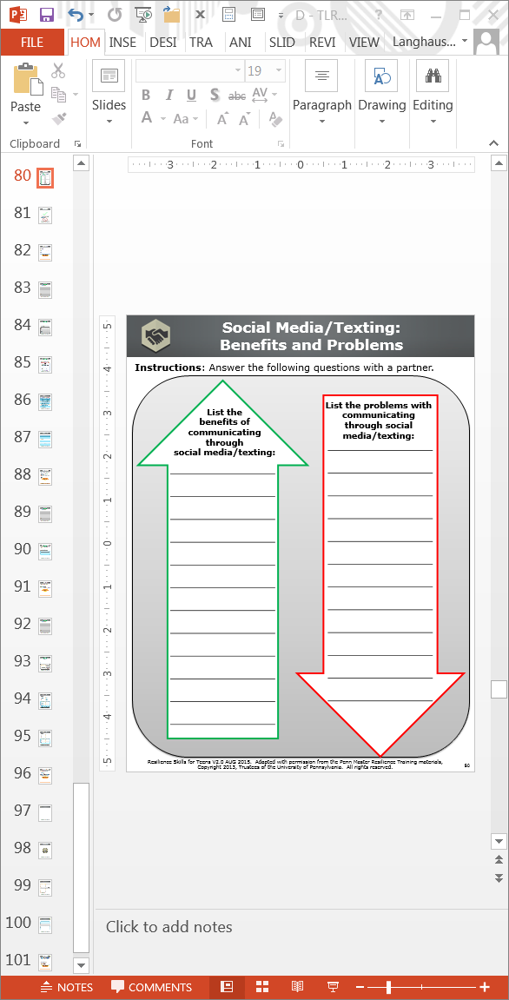 D - TLR...
FILE HOM INSE DESI TRA ANI SLID REVI VIEW Langhaus...
19
Paste Slides B I U S abc AV Paragraph Drawing Editing
A Aa A A
Clipboard Font
3 2 1 0 1 2 3
80
81
82
83
84
85
86
87
88
89
90
91
92
93
94
95
96
97
98
99
100
101
5
4
3
2
1
0
1
2
3
4
5
Social Media/Texting:
Benefits and Problems
Instructions: Answer the following questions with a partner.
List the
benefits of
communicating
through
social media/texting:
List the problems with
communicating
through social
media/texting:
Resilience Skills for Teens V2.0 AUG 2015. Adapted with permission from the Penn Master Resilience Training materials,
Copyright 2013, Trustees of the University of Pennsylvania. All rights reserved.
80
Click to add notes
NOTES COMMENTS